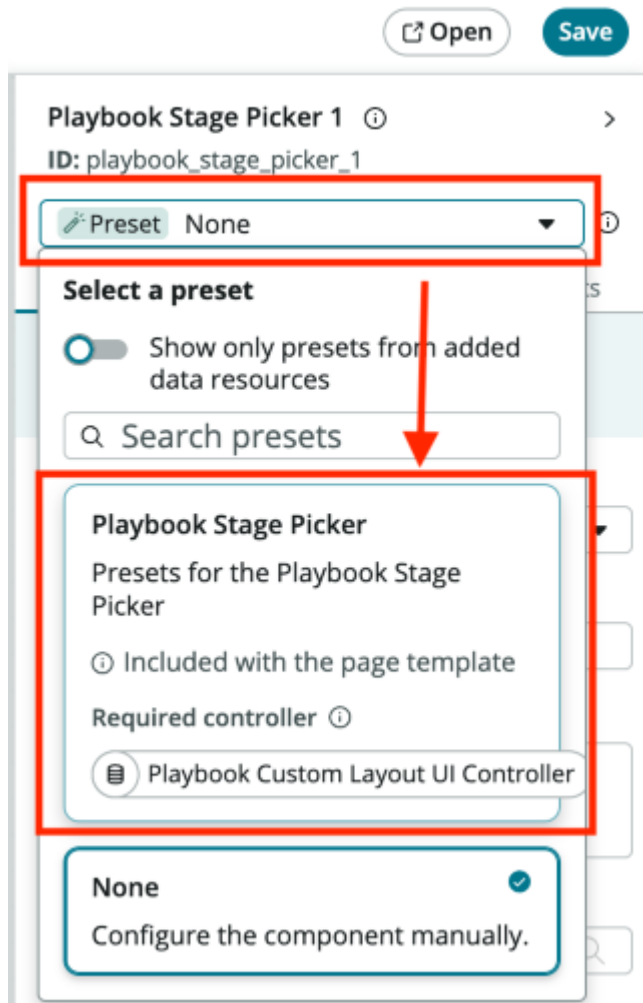 Open
Save
Playbook Stage Picker 1
ID: playbook_stage_picker_1
Preset None
Select a preset
Show only presets from added
data resources
Search presets
Playbook Stage Picker
Presets for the Playbook Stage
Picker
Included with the page template
Required controller
Playbook Custom Layout UI Controller
None
Configure the component manually.